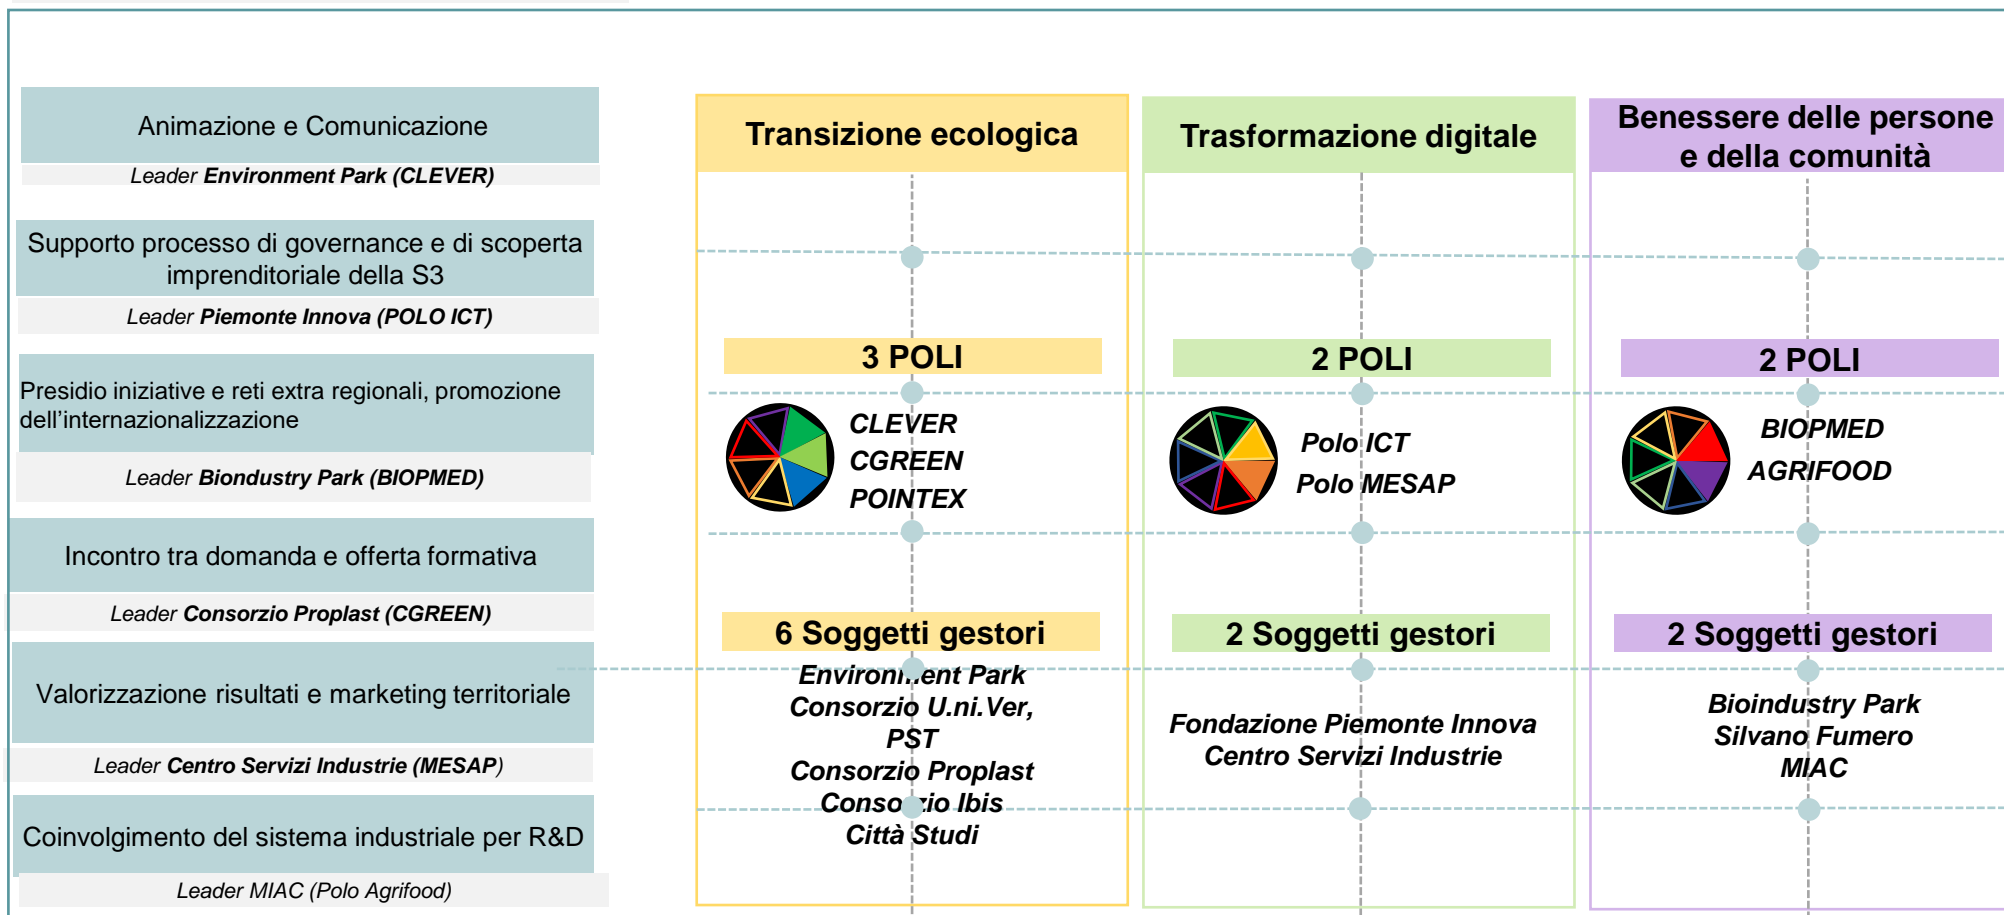 Animazione e Comunicazione
Leader Environment Park (CLEVER)
Supporto processo di governance e di scoperta
imprenditoriale della S3
Leader Piemonte Innova (POLO ICT)
Presidio iniziative e reti extra regionali, promozione
dell’internazionalizzazione
Leader Biondustry Park (BIOPMED)
Incontro tra domanda e offerta formativa
Leader Consorzio Proplast (CGREEN)
Valorizzazione risultati e marketing territoriale
Leader Centro Servizi Industrie (MESAP)
Coinvolgimento del sistema industriale per R&D
Leader MIAC (Polo Agrifood)
Transizione ecologica
3 POLI
CLEVER
CGREEN
POINTEX
6 Soggetti gestori
Environment Park
Consorzio U.ni.Ver,
PST
Consorzio Proplast
Consorzio Ibis
Città Studi
Trasformazione digitale
2 POLI
Polo ICT
Polo MESAP
2 Soggetti gestori
Fondazione Piemonte Innova
Centro Servizi Industrie
Benessere delle persone
e della comunità
2 POLI
BIOPMED
AGRIFOOD
2 Soggetti gestori
Bioindustry Park
Silvano Fumero
MIAC